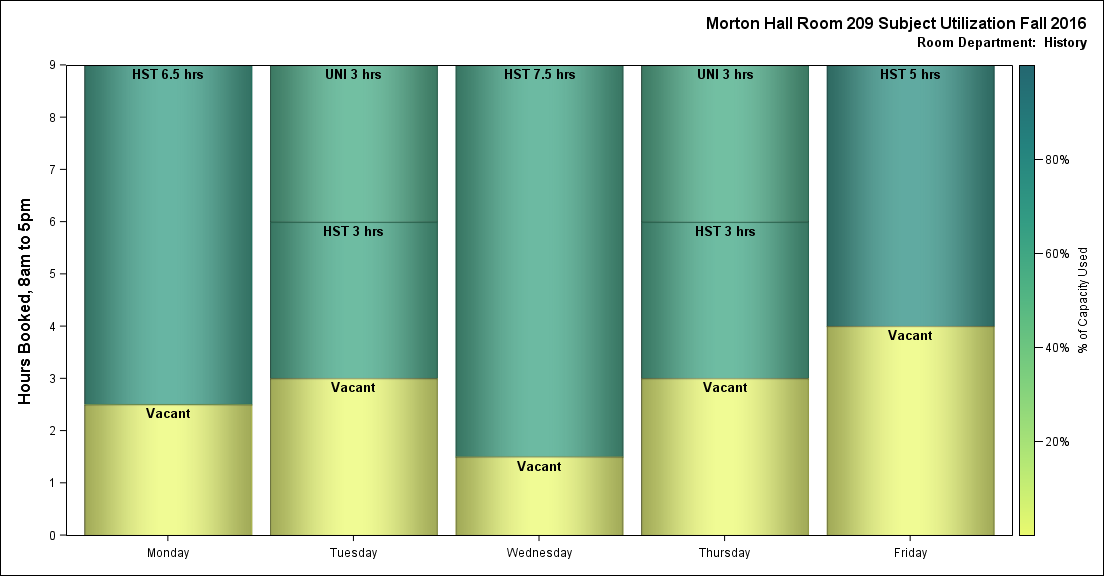 Morton Hall Room 209 Subject Utilization Fall 2016
Room Department:  History
Hours Booked, 8am to 5pm
9
8
7
6
5
4
3
2
1
0
HST 6.5 hrs
Vacant
UNI 3 hrs
HST 3 hrs
Vacant
HST 7.5 hrs
Vacant
UNI 3 hrs
HST 3 hrs
Vacant
HST 5 hrs
Vacant
Monday
Tuesday
Wednesday
Thursday
Friday
80%
60%
40%
20%
% of Capacity Used